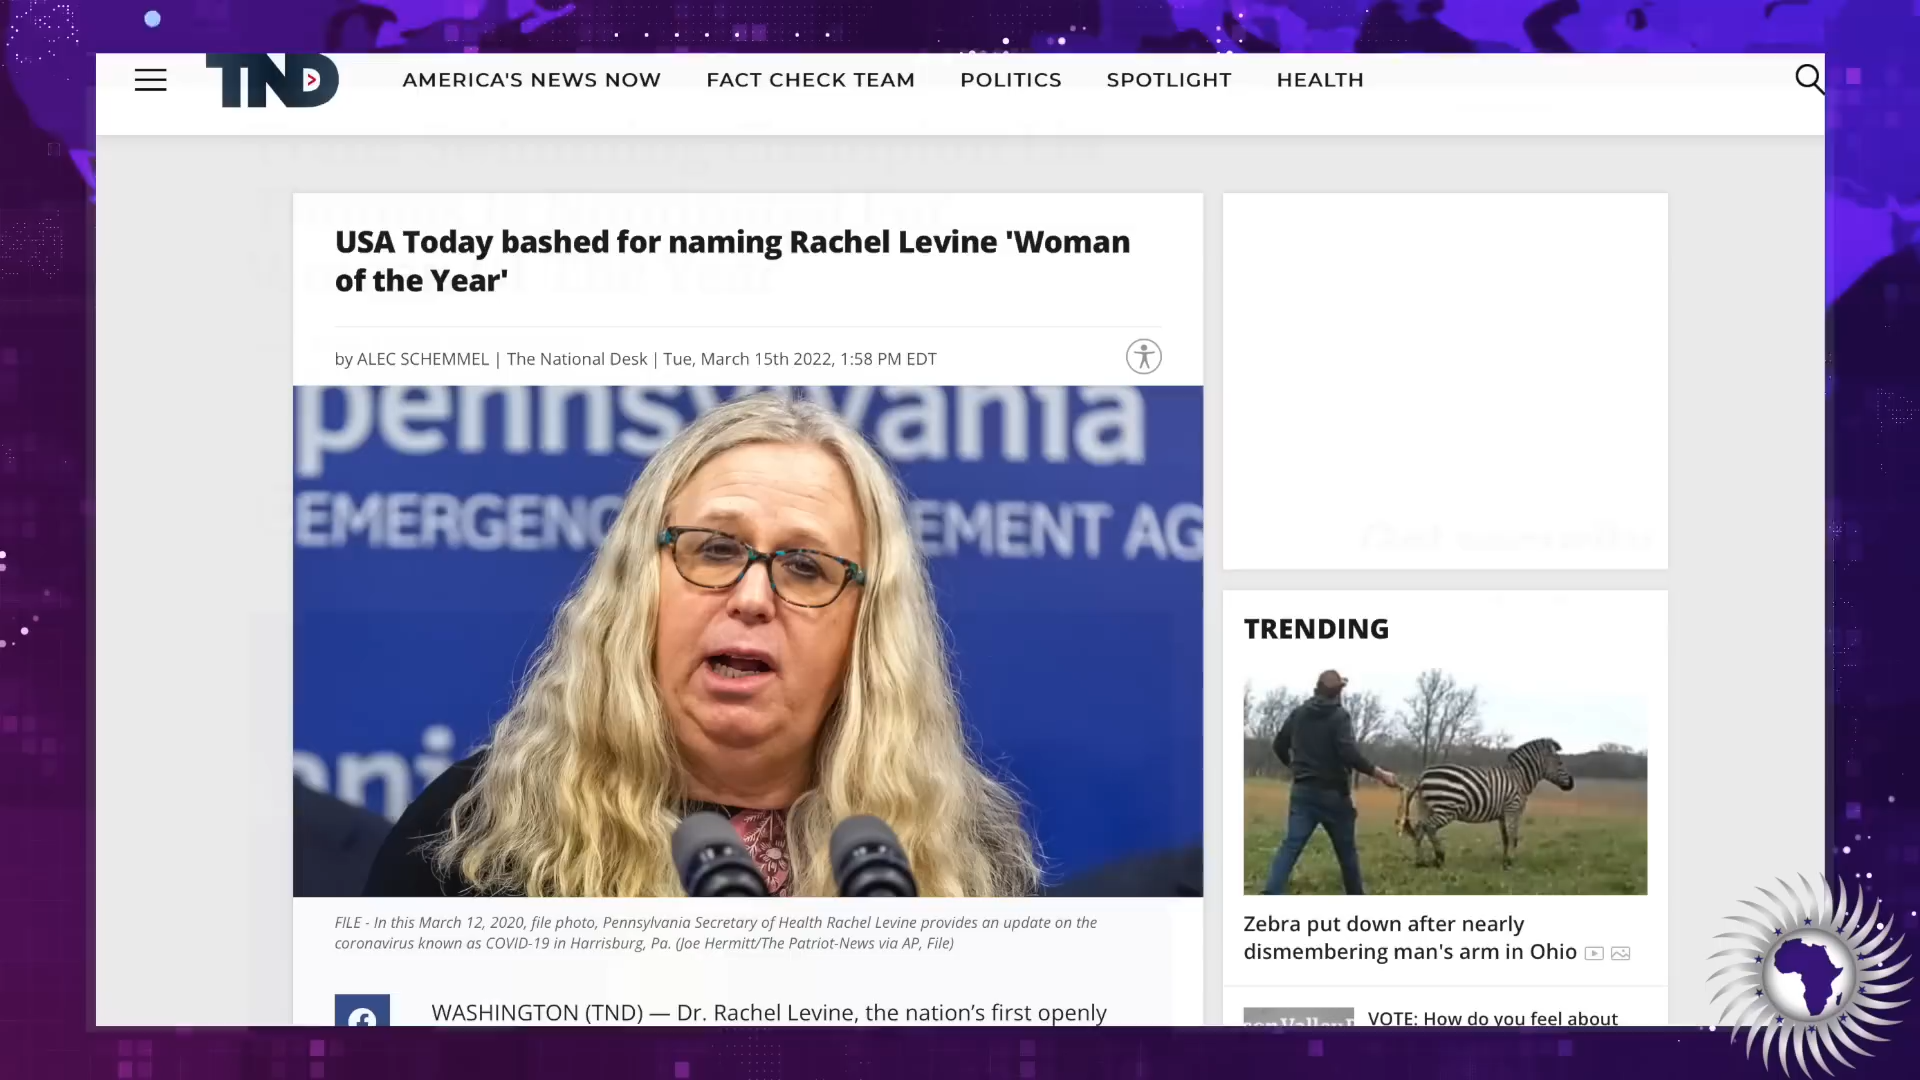 TND
AMERICA'S NEWS NOW
FACT CHECK TEAM
POLITICS
SPOTLIGHT
HEALTH
USA Today bashed for naming Rachel Levine 'Woman
of the Year'
by ALEC SCHEMMEL | The National Desk | Tue, March 15th 2022, 1:58 PM EDT
pennsylvania
EMERGENC EMENT AG
FILE - In this March 12, 2020, file photo, Pennsylvania Secretary of Health Rachel Levine provides an update on the
coronavirus known as COVID-19 in Harrisburg, Pa. (Joe Hermitt/The Patriot-News via AP, File)
WASHINGTON (TND) — Dr. Rachel Levine, the nation's first openly
TRENDING
Zebra put down after nearly
dismembering man's arm in Ohio
VOTE: How do you feel about